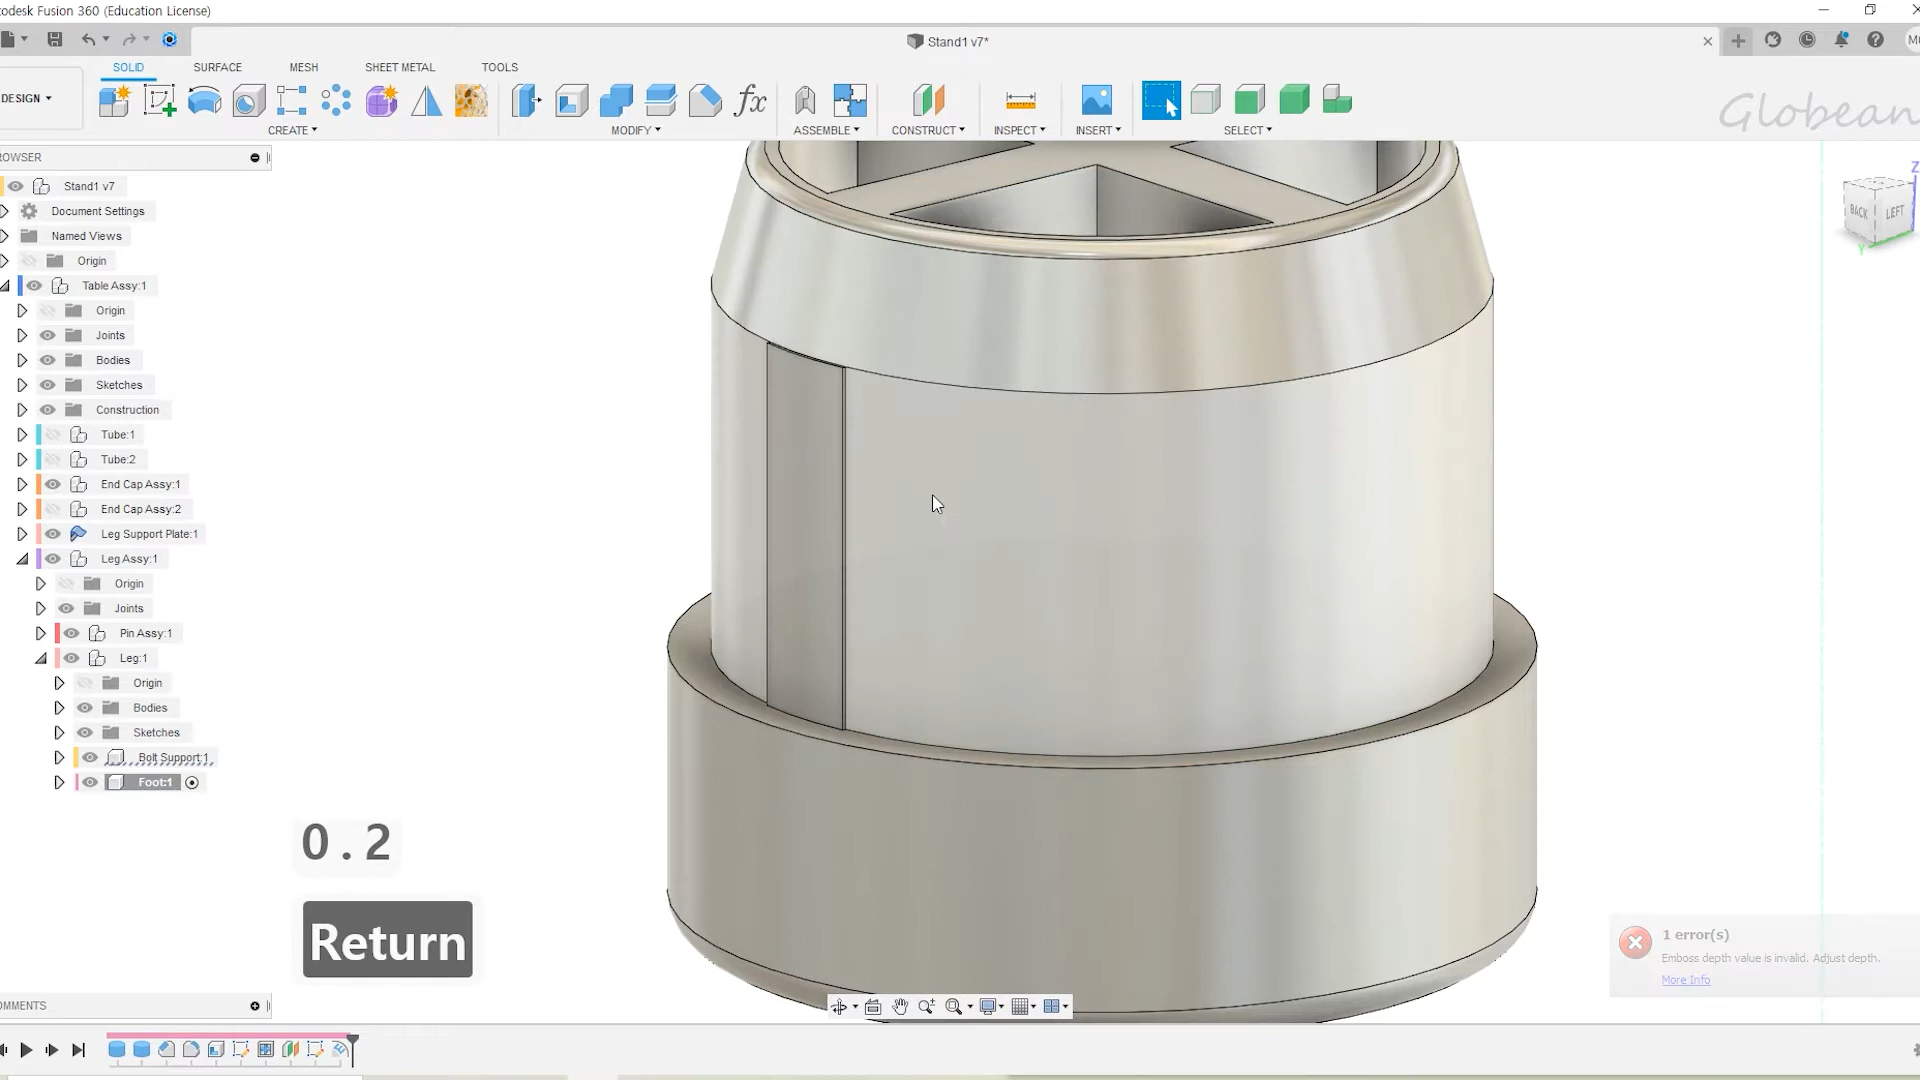 odesk Fusion 360 (Education License)
Stand1 v7*
SOLID SURFACE MESH SHEET METAL TOOLS
DESIGN
CREATE MODIFY ASSEMBLE CONSTRUCT INSPECT INSERT SELECT
fx
Globean
ROWSER
Stand1 v7
Document Settings
Named Views
Origin
Table Assy:1
Origin
Joints
Bodies
Sketches
Construction
Tube:1
Tube:2
End Cap Assy:1
End Cap Assy:2
Leg Support Plate:1
Leg Assy:1
Origin
Joints
Pin Assy:1
Leg:1
Origin
Bodies
Sketches
Bolt Support:1
Foot:1
Z
BACK LEFT
Y
0.2
Return
1 error(s)
Emboss depth value is invalid. Adjust depth.
More Info
OMMENTS